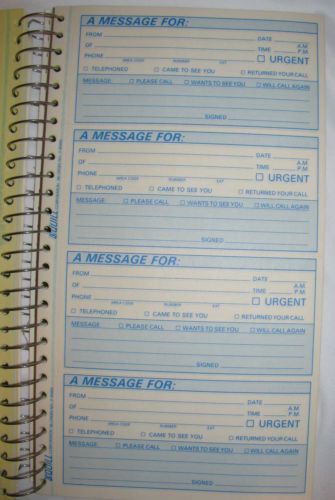 A MESSAGE FOR:
FROM DATE A.M.
OF TIME P.M.
PHONE URGENT
AREA CODE NUMBER EXT
TELEPHONED CAME TO SEE YOU RETURNED YOUR CALL
MESSAGE: PLEASE CALL WANTS TO SEE YOU WILL CALL AGAIN
SIGNED
A MESSAGE FOR:
FROM DATE A.M.
OF TIME P.M.
PHONE URGENT
AREA CODE NUMBER EXT
TELEPHONED CAME TO SEE YOU RETURNED YOUR CALL
MESSAGE: PLEASE CALL WANTS TO SEE YOU WILL CALL AGAIN
SIGNED
QUILL
A MESSAGE FOR:
FROM DATE A.M.
OF TIME P.M.
PHONE URGENT
AREA CODE NUMBER EXT
TELEPHONED CAME TO SEE YOU RETURNED YOUR CALL
MESSAGE: PLEASE CALL WANTS TO SEE YOU WILL CALL AGAIN
SIGNED
QUILL
A MESSAGE FOR:
FROM DATE A.M.
OF TIME P.M.
PHONE URGENT
AREA CODE NUMBER EXT
TELEPHONED CAME TO SEE YOU RETURNED YOUR CALL
MESSAGE: PLEASE CALL WANTS TO SEE YOU WILL CALL AGAIN
SIGNED
QUILL